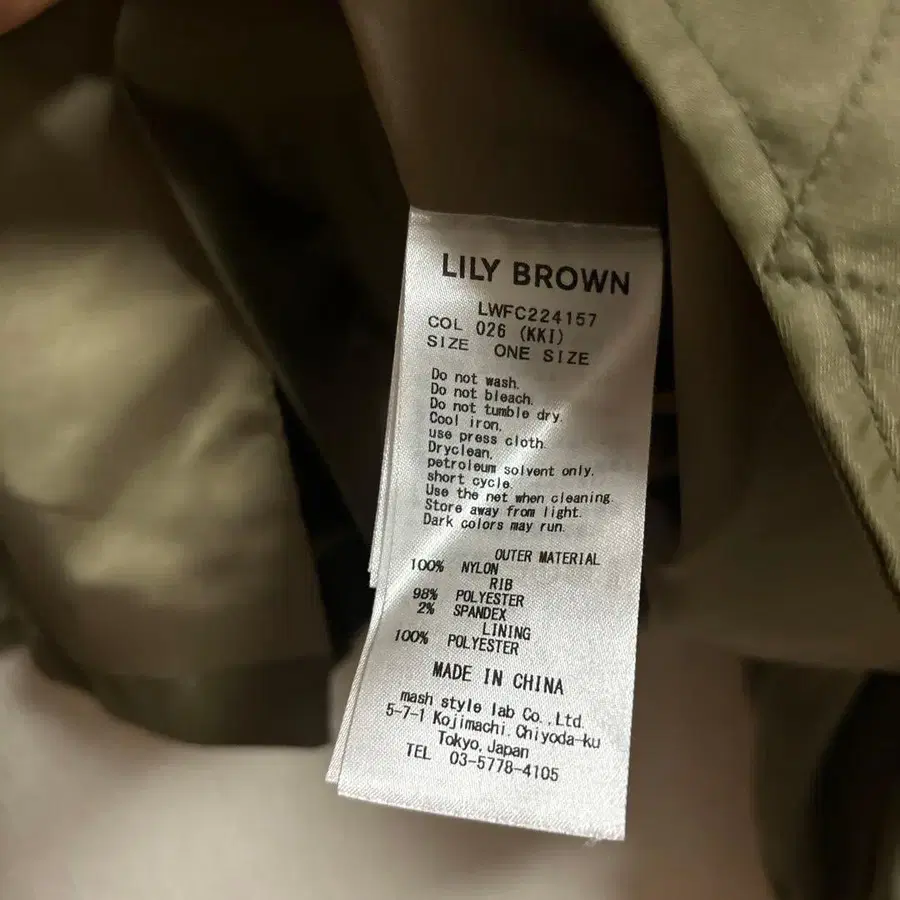 LILY BROWN
LWFC224157
COL 026 (KKI)
SIZE ONE SIZE
Do not wash.
Do not bleach.
Do not tumble dry.
Cool iron,
use press cloth.
Dryclean,
petroleum solvent only,
short cycle.
Use the net when cleaning.
Store away from light.
Dark colors may run.
OUTER MATERIAL
100% NYLON
RIB
98% POLYESTER
2% SPANDEX
LINING
100% POLYESTER
MADE IN CHINA
mash style lab Co.,Ltd.
5-7-1 Kojimachi, Chiyoda-ku
Tokyo, Japan
TEL 03-5778-4105